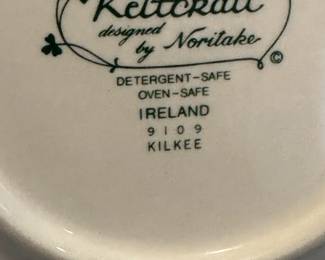 Keltcraft
designed
by Noritake
©
DETERGENT-SAFE
OVEN-SAFE
IRELAND
9109
KILKEE